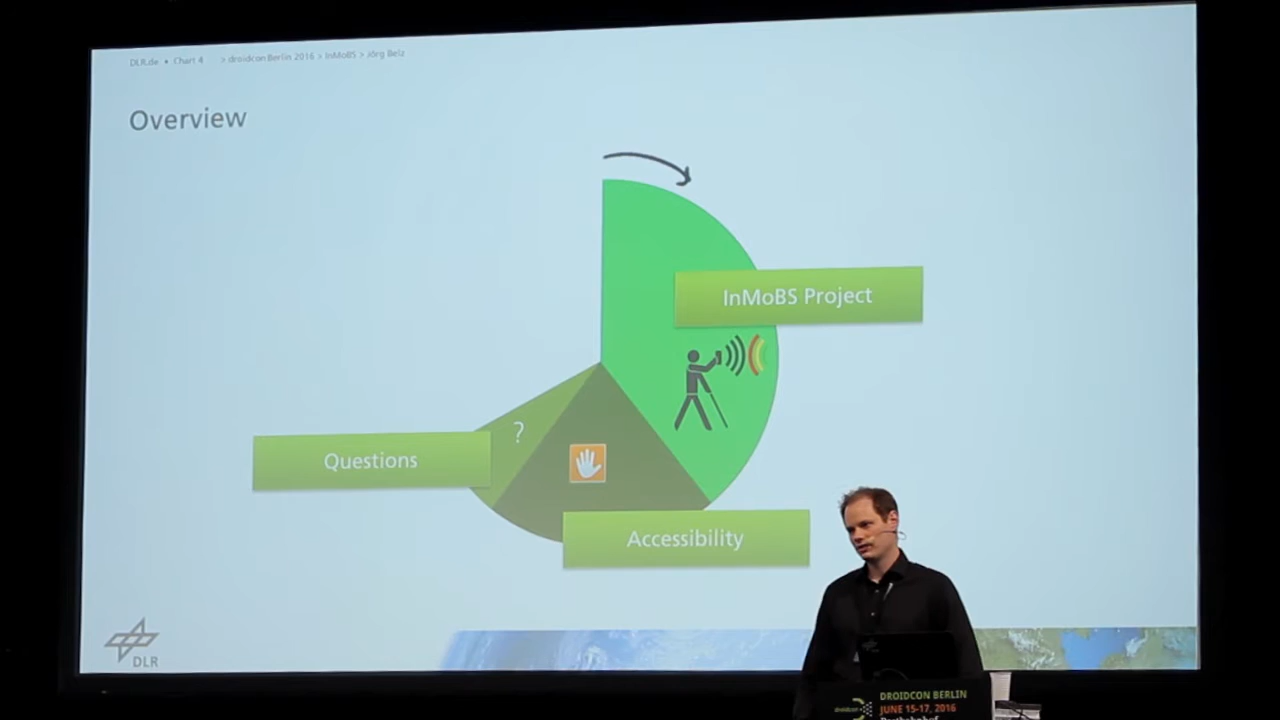 DLR.de • Chart 4 > droidcon Berlin 2016 > InMoBS > Jörg Belz
Overview
InMoBS Project
?
Questions
Accessibility
DLR
droidcon
DROIDCON BERLIN
JUNE 15-17, 2016